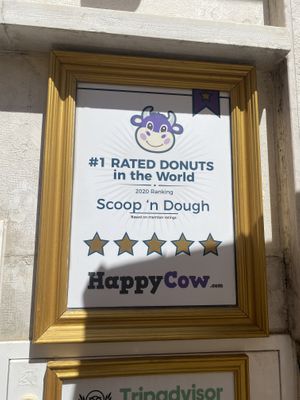 #1 RATED DONUTS
in the World
2020 Ranking
Scoop 'n Dough
Based on member ratings
HappyCow.com
Tripadvisor